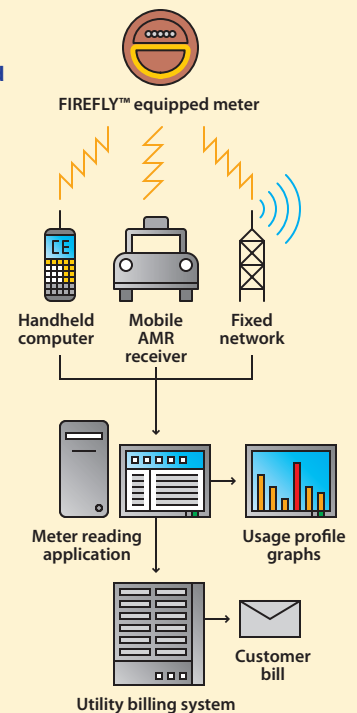 FIREFLY™ equipped meter
CE
Handheld
computer
Mobile
AMR
receiver
Fixed
network
Meter reading
application
Usage profile
graphs
Customer
bill
Utility billing system